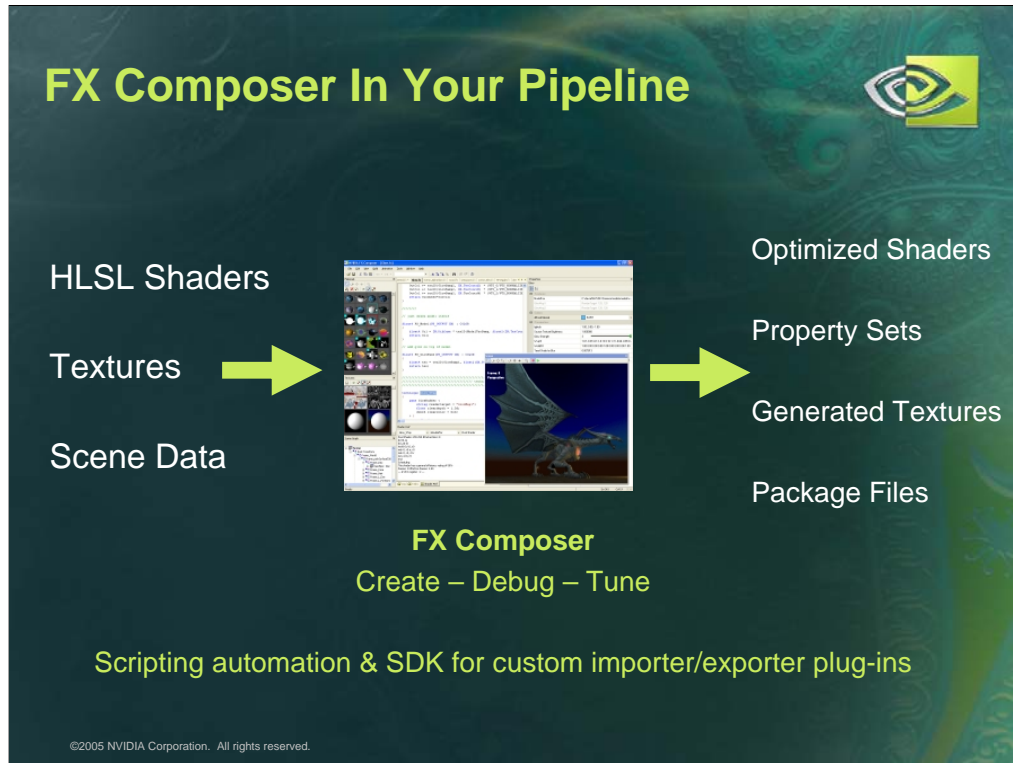 FX Composer In Your Pipeline
HLSL Shaders
Textures
Scene Data
Optimized Shaders
Property Sets
Generated Textures
Package Files
FX Composer
Create – Debug – Tune
Scripting automation & SDK for custom importer/exporter plug-ins
©2005 NVIDIA Corporation. All rights reserved.